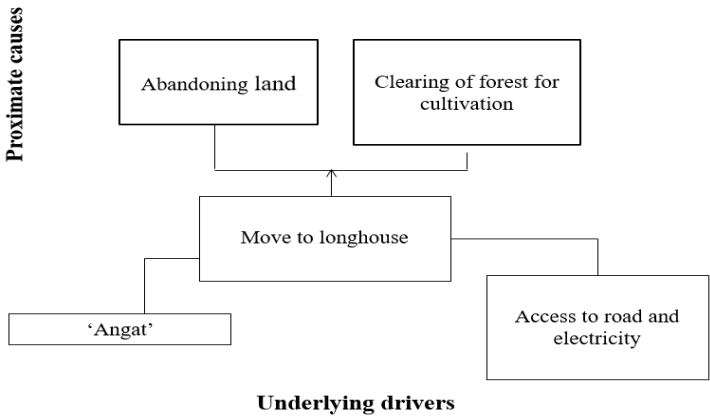 Proximate causes
Abandoning land
Clearing of forest for
cultivation
Move to longhouse
‘Angat’
Access to road and
electricity
Underlying drivers